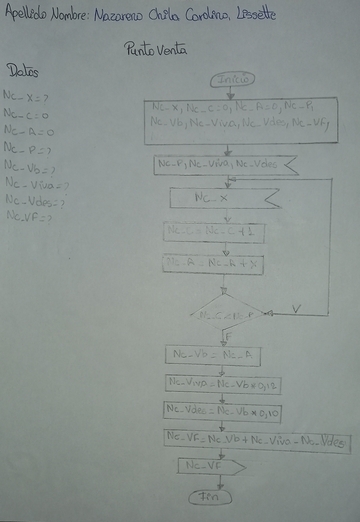 Apellido Nombre: Nazareno Chila Carolina, Lissette
Punto Venta
Datos
Nc_X=?
Nc_C=0
Nc_A=0
Nc_P=?
Nc_Vb=?
Nc_Viva=?
Nc_Vdes=?
Nc_VF=?
Inicio
Nc_X, Nc_C=0, Nc_A=0, Nc_P,
Nc_Vb, Nc_Viva, Nc_Vdes, Nc_VF,
Nc_P, Nc_Viva, Nc_Vdes
Nc_X
Nc_C = Nc_C + 1
Nc_A = Nc_A + X
V
F
Nc_Vb = Nc_A
Nc_Viva = Nc_Vb * 0,12
Nc_Vdes = Nc_Vb * 0,10
Nc_VF = Nc_Vb + Nc_Viva - Nc_Vdes
Nc_VF
Fin